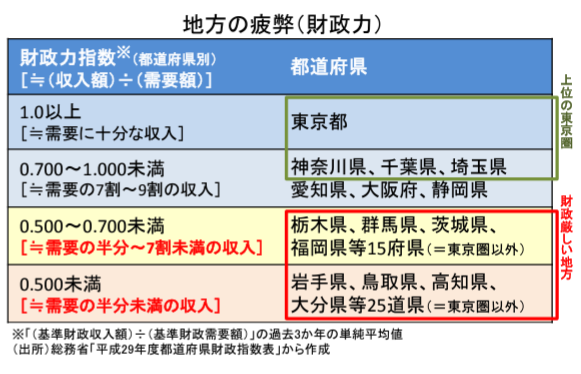 地方の疲弊(財政力)
財政力指数※(都道府県別)
[≒(収入額)÷(需要額)]
都道府県
1.0以上
[≒需要に十分な収入]
東京都
0.700～1.000未満
[≒需要の7割～9割の収入]
神奈川県、千葉県、埼玉県
愛知県、大阪府、静岡県
0.500～0.700未満
[≒需要の半分～7割未満の収入]
栃木県、群馬県、茨城県、
福岡県等15府県(＝東京圏以外)
0.500未満
[≒需要の半分未満の収入]
岩手県、鳥取県、高知県、
大分県等25道県(＝東京圏以外)
上位の東京圏
財政厳しい地方
※「(基準財政収入額)÷(基準財政需要額)」の過去3か年の単純平均値
(出所)総務省「平成29年度都道府県財政指数表」から作成